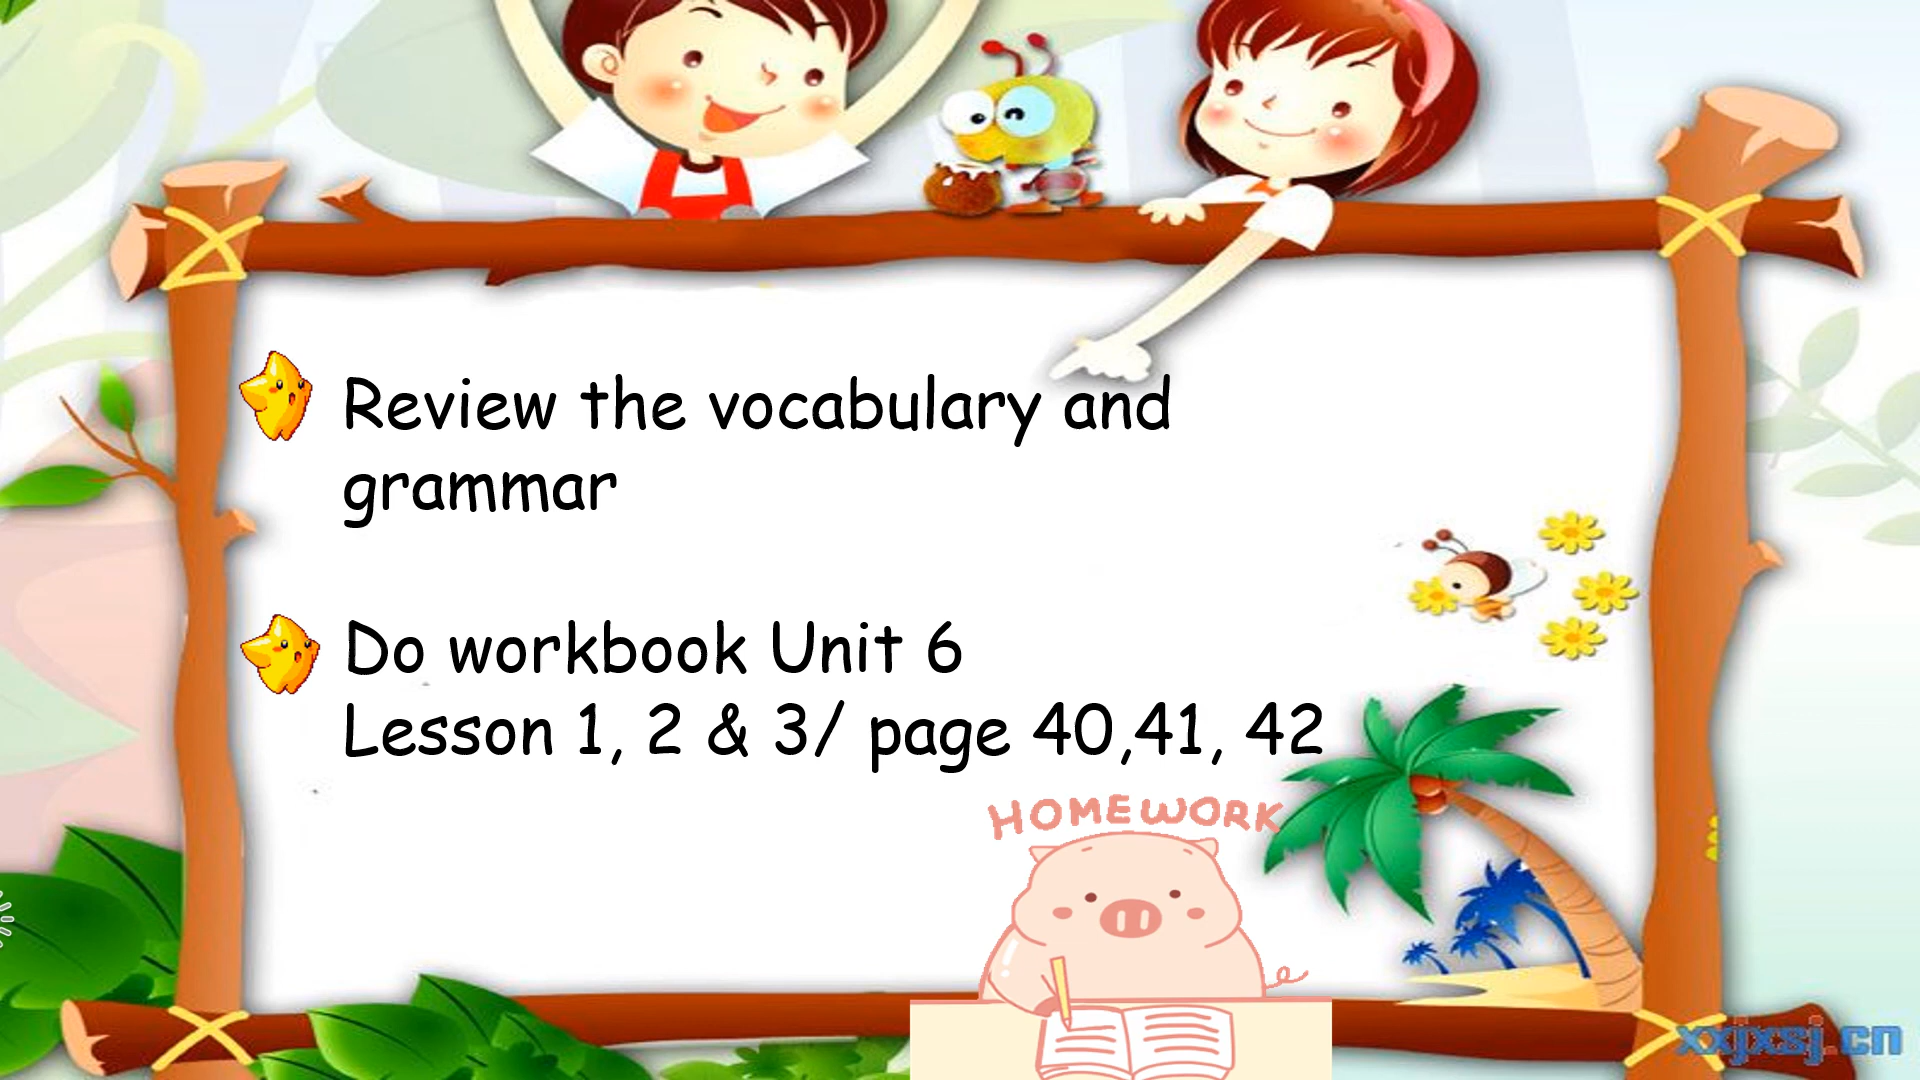 Review the vocabulary and
grammar
Do workbook Unit 6
Lesson 1, 2 & 3/ page 40,41, 42
HOMEWORK
xxjxsj.cn